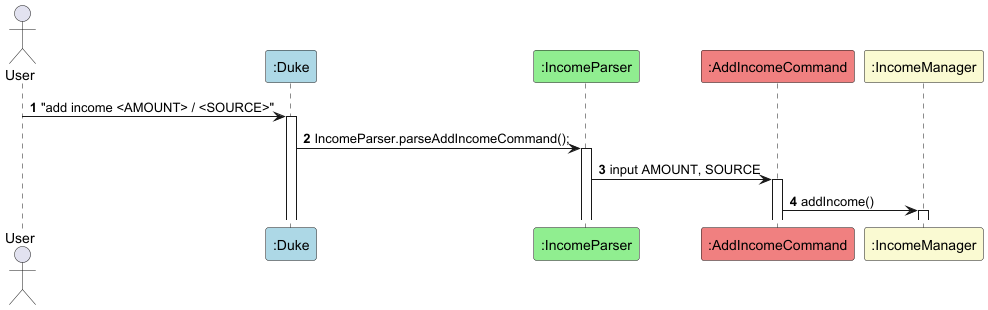 User
:Duke
:IncomeParser
:AddIncomeCommand
:IncomeManager
1 "add income <AMOUNT> / <SOURCE>"
2 IncomeParser.parseAddIncomeCommand();
3 input AMOUNT, SOURCE
4 addIncome()
User
:Duke
:IncomeParser
:AddIncomeCommand
:IncomeManager